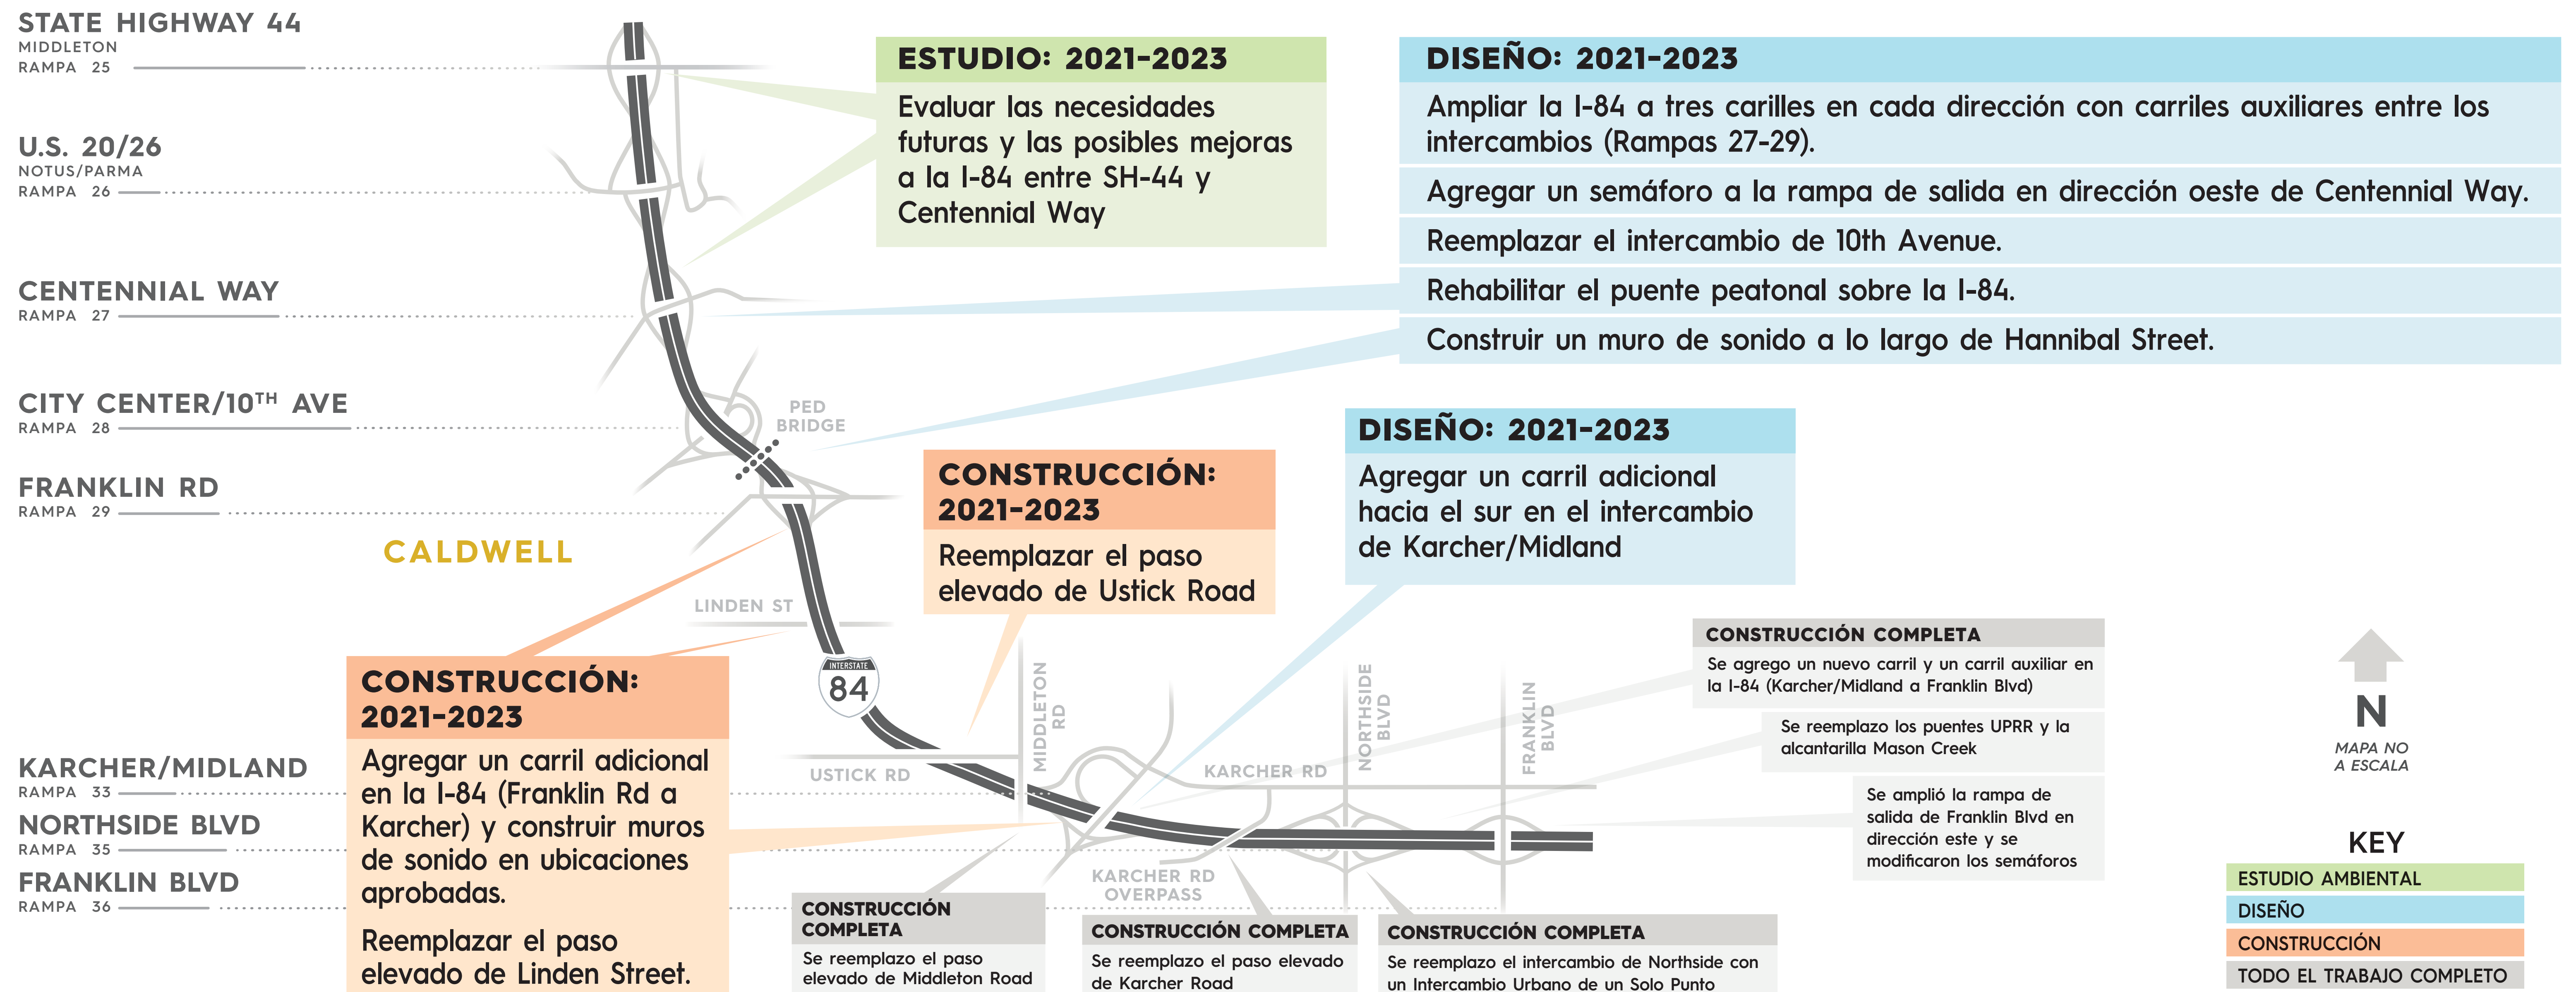 STATE HIGHWAY 44
MIDDLETON
RAMPA 25
U.S. 20/26
NOTUS/PARMA
RAMPA 26
CENTENNIAL WAY
RAMPA 27
CITY CENTER/10TH AVE
RAMPA 28
FRANKLIN RD
RAMPA 29
CALDWELL
KARCHER/MIDLAND
RAMPA 33
NORTHSIDE BLVD
RAMPA 35
FRANKLIN BLVD
RAMPA 36
ESTUDIO: 2021-2023
Evaluar las necesidades
futuras y las posibles mejoras
a la I-84 entre SH-44 y
Centennial Way
DISEÑO: 2021-2023
Ampliar la I-84 a tres carilles en cada dirección con carriles auxiliares entre los
intercambios (Rampas 27-29).
Agregar un semáforo a la rampa de salida en dirección oeste de Centennial Way.
Reemplazar el intercambio de 10th Avenue.
Rehabilitar el puente peatonal sobre la I-84.
Construir un muro de sonido a lo largo de Hannibal Street.
PED
BRIDGE
CONSTRUCCIÓN:
2021-2023
Reemplazar el paso
elevado de Ustick Road
DISEÑO: 2021-2023
Agregar un carril adicional
hacia el sur en el intercambio
de Karcher/Midland
LINDEN ST
INTERSTATE
84
CONSTRUCCIÓN:
2021-2023
Agregar un carril adicional
en la I-84 (Franklin Rd a
Karcher) y construir muros
de sonido en ubicaciones
aprobadas.
Reemplazar el paso
elevado de Linden Street.
USTICK RD
MIDDLETON
RD
KARCHER RD
NORTHSIDE
BLVD
FRANKLIN
BLVD
KARCHER RD
OVERPASS
CONSTRUCCIÓN COMPLETA
Se agrego un nuevo carril y un carril auxiliar en
la I-84 (Karcher/Midland a Franklin Blvd)
Se reemplazo los puentes UPRR y la
alcantarilla Mason Creek
Se amplió la rampa de
salida de Franklin Blvd en
dirección este y se
modificaron los semáforos
CONSTRUCCIÓN
COMPLETA
Se reemplazo el paso
elevado de Middleton Road
CONSTRUCCIÓN COMPLETA
Se reemplazo el paso elevado
de Karcher Road
CONSTRUCCIÓN COMPLETA
Se reemplazo el intercambio de Northside con
un Intercambio Urbano de un Solo Punto
N
MAPA NO
A ESCALA
KEY
ESTUDIO AMBIENTAL
DISEÑO
CONSTRUCCIÓN
TODO EL TRABAJO COMPLETO